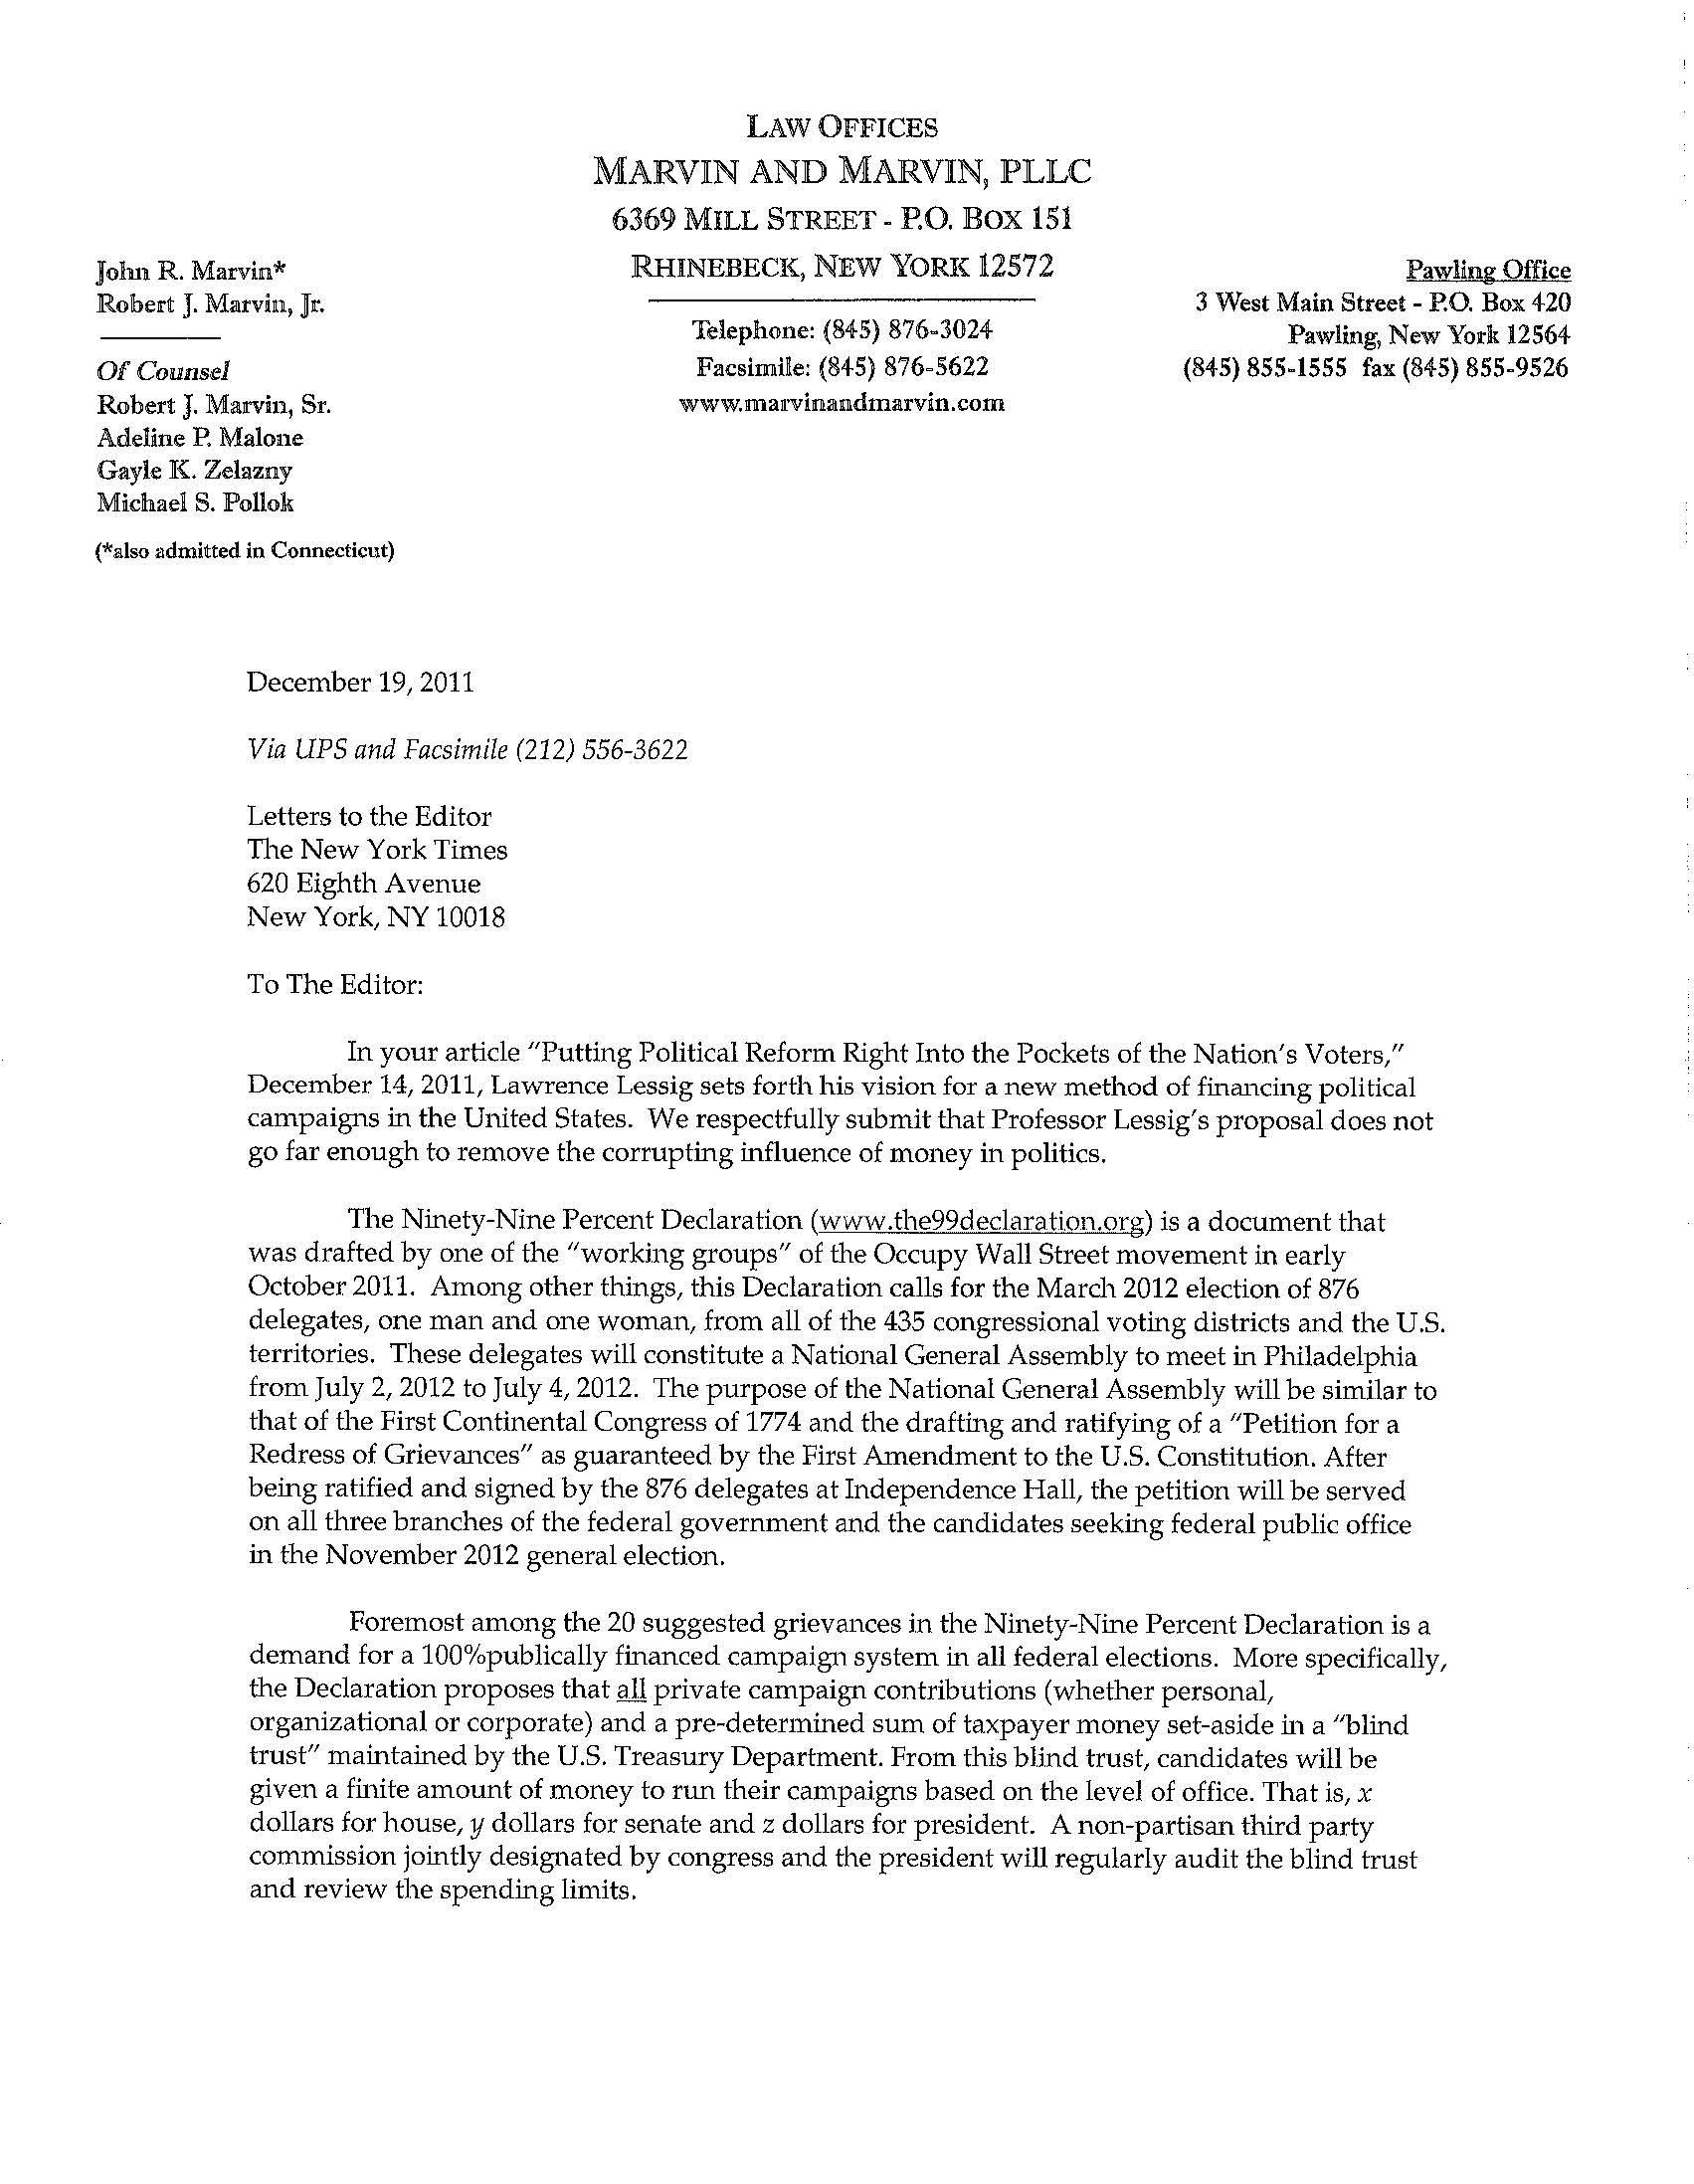 LAW OFFICES
MARVIN AND MARVIN, PLLC
6369 MILL STREET - P.O. BOX 151
RHINEBECK, NEW YORK 12572
Telephone: (845) 876-3024
Facsimile: (845) 876-5622
www.marvinandmarvin.com
John R. Marvin*
Robert J. Marvin, Jr.
Of Counsel
Robert J. Marvin, Sr.
Adeline P. Malone
Gayle K. Zelazny
Michael S. Pollok
(*also admitted in Connecticut)
Pawling Office
3 West Main Street - P.O. Box 420
Pawling, New York 12564
(845) 855-1555 fax (845) 855-9526
December 19, 2011
Via UPS and Facsimile (212) 556-3622
Letters to the Editor
The New York Times
620 Eighth Avenue
New York, NY 10018
To The Editor:
In your article "Putting Political Reform Right Into the Pockets of the Nation's Voters,"
December 14, 2011, Lawrence Lessig sets forth his vision for a new method of financing political
campaigns in the United States. We respectfully submit that Professor Lessig's proposal does not
go far enough to remove the corrupting influence of money in politics.
The Ninety-Nine Percent Declaration (www.the99declaration.org) is a document that
was drafted by one of the "working groups" of the Occupy Wall Street movement in early
October 2011. Among other things, this Declaration calls for the March 2012 election of 876
delegates, one man and one woman, from all of the 435 congressional voting districts and the U.S.
territories. These delegates will constitute a National General Assembly to meet in Philadelphia
from July 2, 2012 to July 4, 2012. The purpose of the National General Assembly will be similar to
that of the First Continental Congress of 1774 and the drafting and ratifying of a "Petition for a
Redress of Grievances" as guaranteed by the First Amendment to the U.S. Constitution. After
being ratified and signed by the 876 delegates at Independence Hall, the petition will be served
on all three branches of the federal government and the candidates seeking federal public office
in the November 2012 general election.
Foremost among the 20 suggested grievances in the Ninety-Nine Percent Declaration is a
demand for a 100%publically financed campaign system in all federal elections. More specifically,
the Declaration proposes that all private campaign contributions (whether personal,
organizational or corporate) and a pre-determined sum of taxpayer money set-aside in a "blind
trust" maintained by the U.S. Treasury Department. From this blind trust, candidates will be
given a finite amount of money to run their campaigns based on the level of office. That is, x
dollars for house, y dollars for senate and z dollars for president. A non-partisan third party
commission jointly designated by congress and the president will regularly audit the blind trust
and review the spending limits.